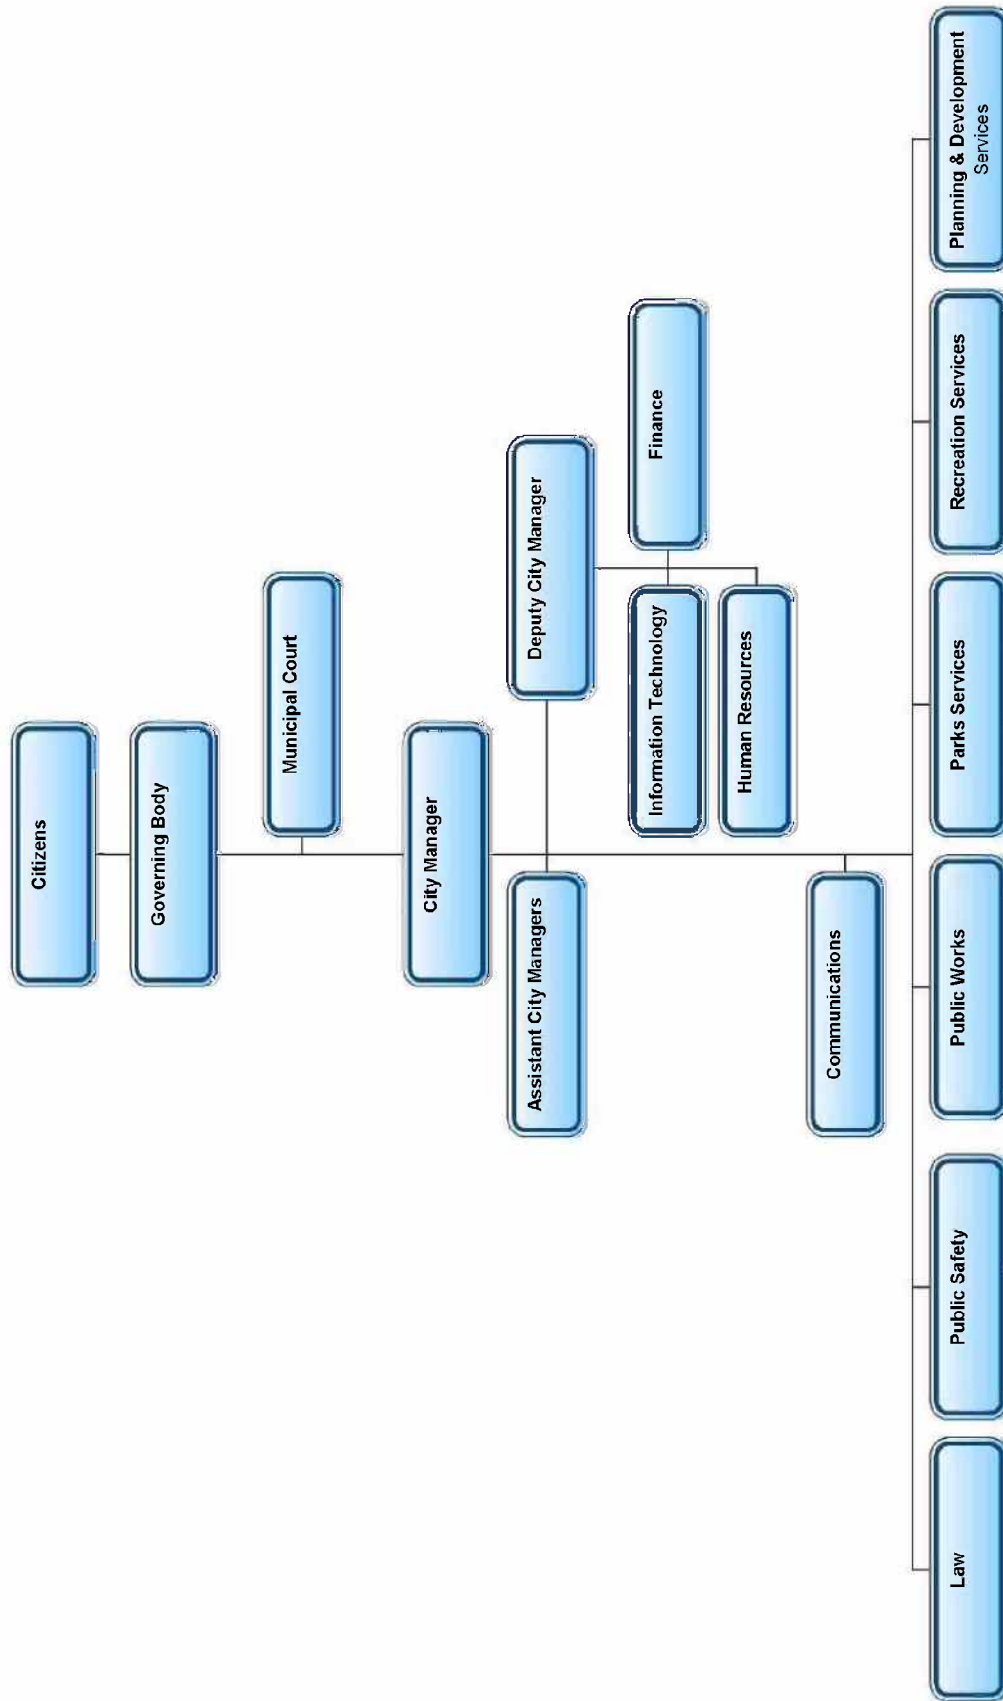 Citizens
Governing Body
Municipal Court
City Manager
Assistant City Managers
Deputy City Manager
Information Technology
Finance
Human Resources
Communications
Law
Public Safety
Public Works
Parks Services
Recreation Services
Planning & Development
Services